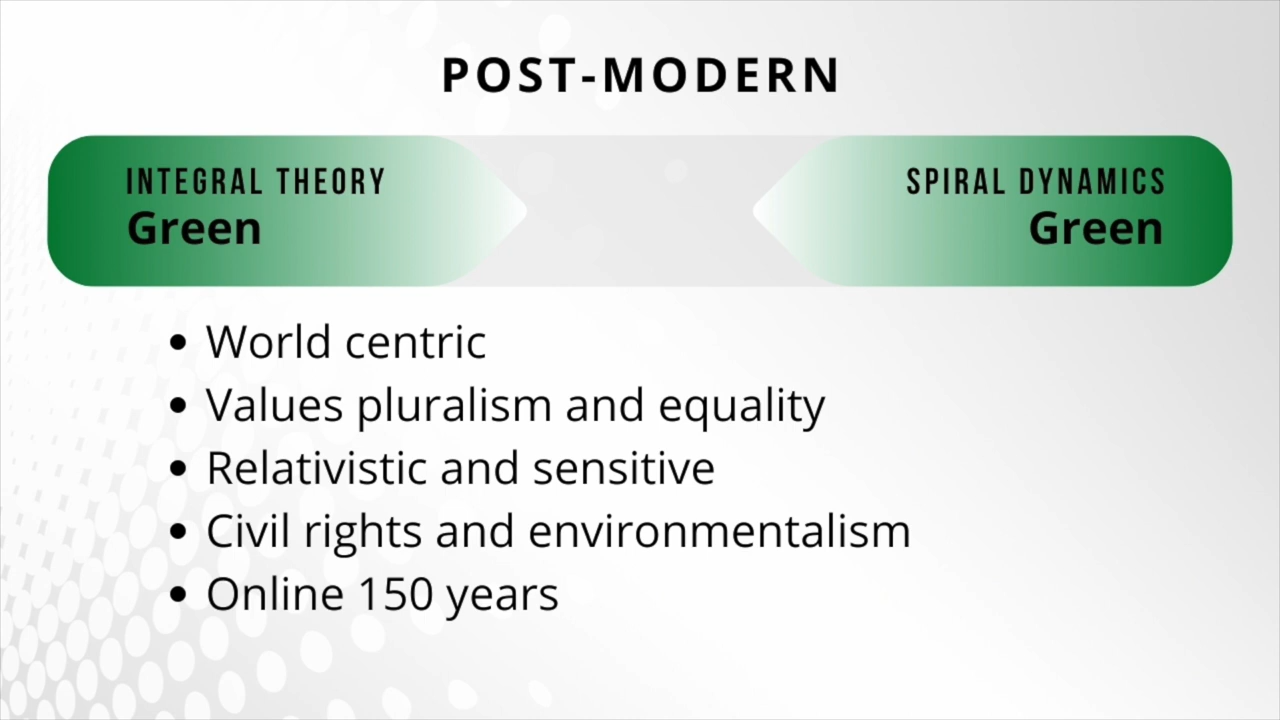 POST-MODERN
INTEGRAL THEORY
Green
SPIRAL DYNAMICS
Green
• World centric
• Values pluralism and equality
• Relativistic and sensitive
• Civil rights and environmentalism
• Online 150 years